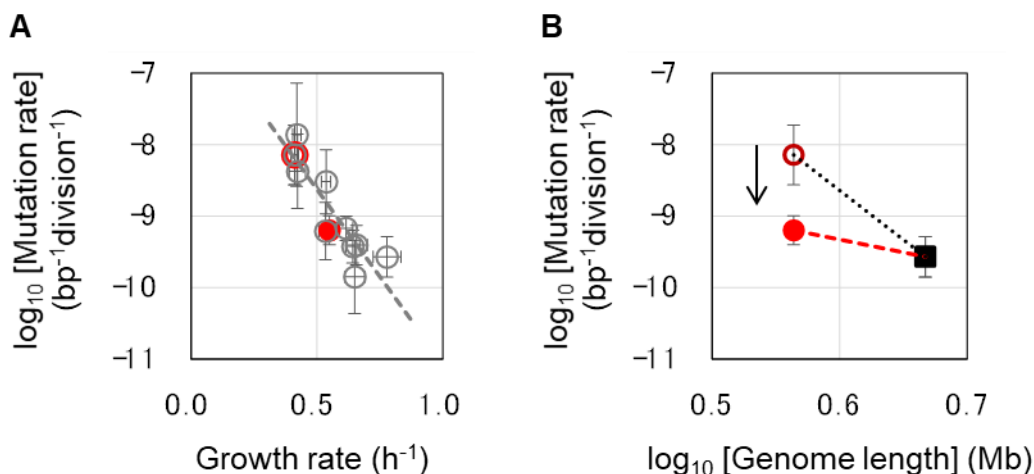 A
log₁₀ [Mutation rate]
(bp⁻¹division⁻¹)
−7
−8
−9
−10
−11
0.0 0.5 1.0
Growth rate (h⁻¹)
B
log₁₀ [Mutation rate]
(bp⁻¹division⁻¹)
−7
−8
−9
−10
−11
0.5 0.6 0.7
log₁₀ [Genome length] (Mb)